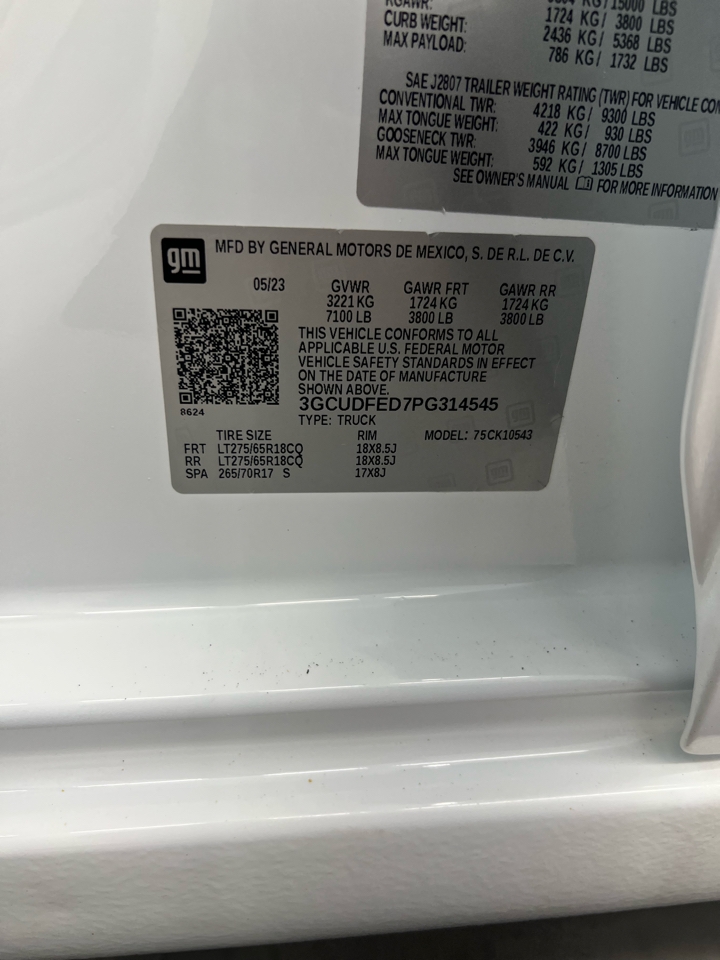 15000 LBS
CURB WEIGHT: 1724 KG/ 3800 LBS
MAX PAYLOAD: 2436 KG/ 5368 LBS
786 KG/ 1732 LBS
SAE J2807 TRAILER WEIGHT RATING (TWR) FOR VEHICLE
CONVENTIONAL TWR: 4218 KG/ 9300 LBS
MAX TONGUE WEIGHT: 422 KG/ 930 LBS
GOOSENECK TWR: 3946 KG/ 8700 LBS
MAX TONGUE WEIGHT: 592 KG/ 1305 LBS
SEE OWNER'S MANUAL FOR MORE INFORMATION
gm MFD BY GENERAL MOTORS DE MEXICO, S. DE R.L. DE C.V.
05/23 GVWR GAWR FRT GAWR RR
3221 KG 1724 KG 1724 KG
7100 LB 3800 LB 3800 LB
THIS VEHICLE CONFORMS TO ALL
APPLICABLE U.S. FEDERAL MOTOR
VEHICLE SAFETY STANDARDS IN EFFECT
ON THE DATE OF MANUFACTURE
SHOWN ABOVE.
8624
3GCUDFED7PG314545
TYPE: TRUCK
TIRE SIZE RIM MODEL: 75CK10543
FRT LT275/65R18CQ 18X8.5J
RR LT275/65R18CQ 18X8.5J
SPA 265/70R17 S 17X8J